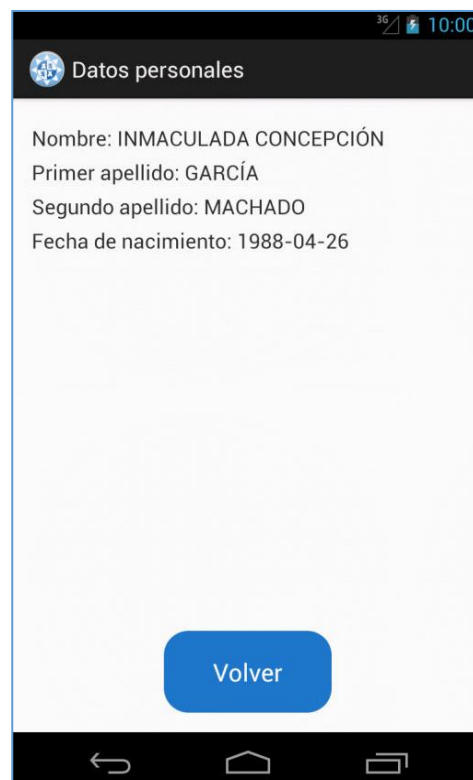 3G 10:00
Datos personales
Nombre: INMACULADA CONCEPCIÓN
Primer apellido: GARCÍA
Segundo apellido: MACHADO
Fecha de nacimiento: 1988-04-26
Volver